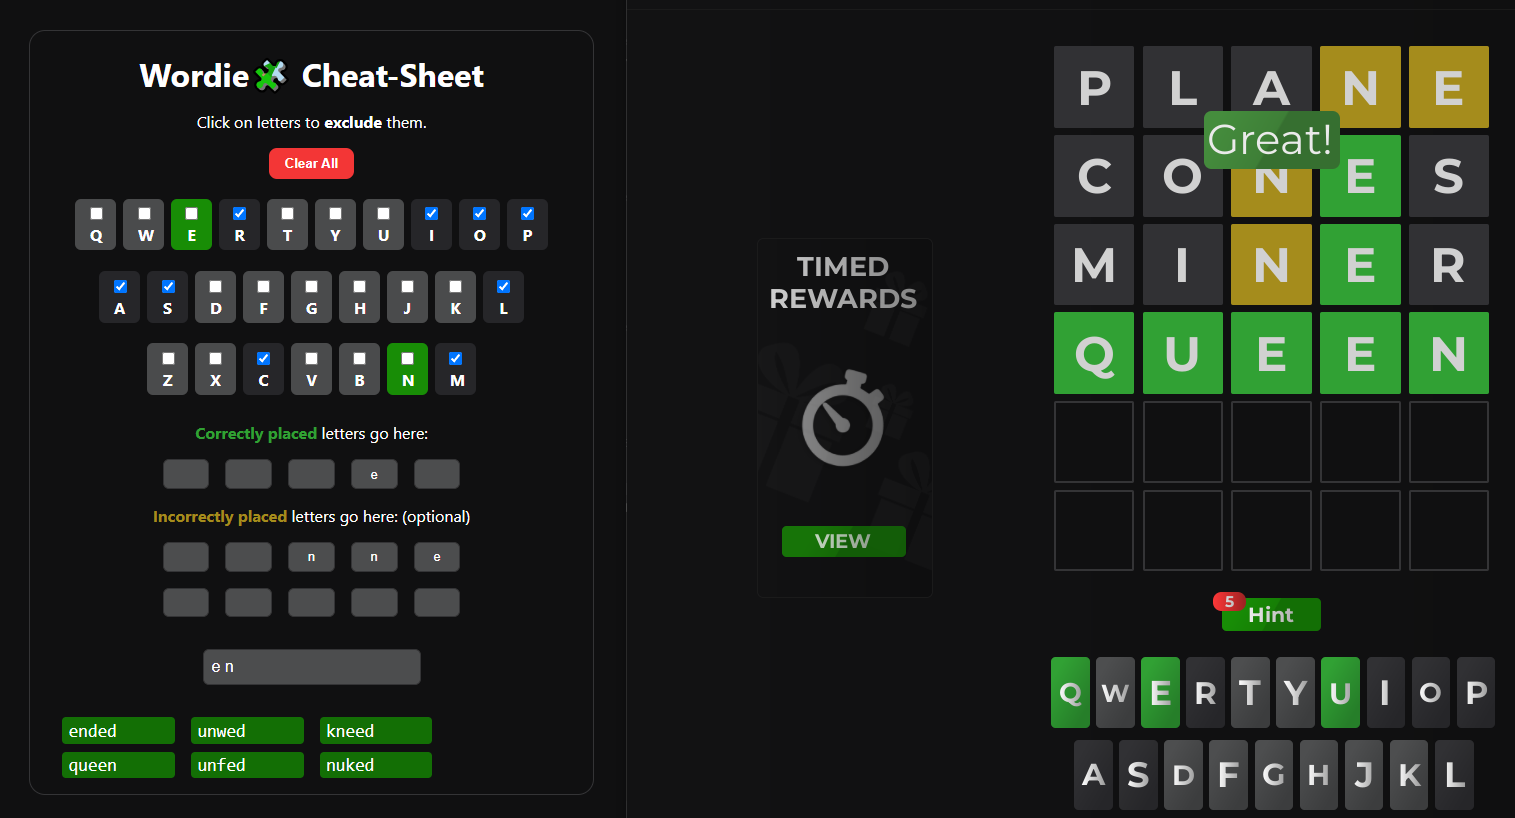 Wordie Cheat-Sheet
Click on letters to exclude them.
Clear All
Q W E R T Y U I O P
A S D F G H J K L
Z X C V B N M
Correctly placed letters go here:
e
Incorrectly placed letters go here: (optional)
n n e
e n
ended unwed kneed
queen unfed nuked
TIMED
REWARDS
VIEW
P L A N E
Great!
C O N E S
M I N E R
Q U E E N
5
Hint
Q W E R T Y U I O P
A S D F G H J K L